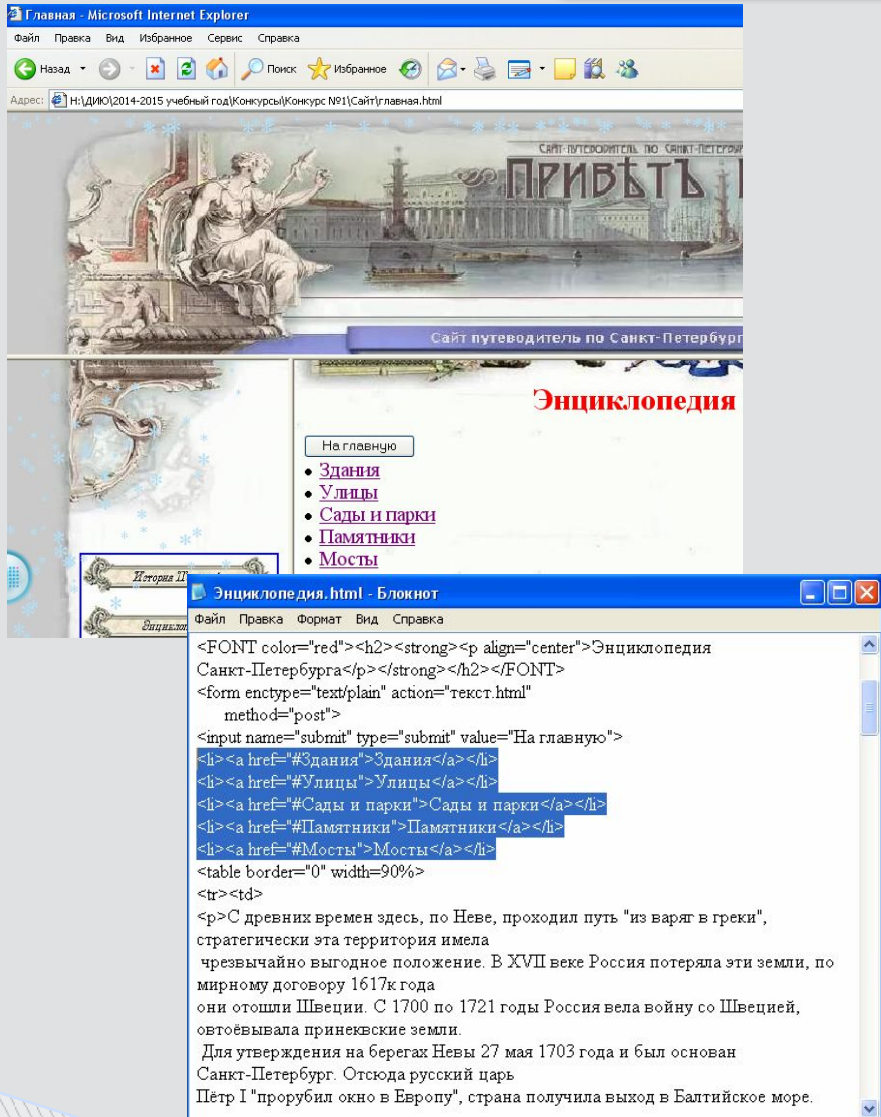 Главная - Microsoft Internet Explorer
Файл Правка Вид Избранное Сервис Справка
Назад Поиск Избранное
Адрес: H:\ДИЮ\2014-2015 учебный год\Конкурсы\Конкурс №1\Сайт\главная.html
ПРИВѢТЪ
Сайт путеводитель по Санкт-Петербург
Энциклопедия
На главную
• Здания
• Улицы
• Сады и парки
• Памятники
• Мосты
История
Энциклоп
Энциклопедия.html - Блокнот
Файл Правка Формат Вид Справка
<FONT color="red"><h2><strong><p align="center">Энциклопедия
Санкт-Петербурга</p></strong></h2></FONT>
<form enctype="text/plain" action="текст.html"
method="post">
<input name="submit" type="submit" value="На главную">
<li><a href="#Здания">Здания</a></li>
<li><a href="#Улицы">Улицы</a></li>
<li><a href="#Сады и парки">Сады и парки</a></li>
<li><a href="#Памятники">Памятники</a></li>
<li><a href="#Мосты">Мосты</a></li>
<table border="0" width=90%>
<tr><td>
<p>С древних времен здесь, по Неве, проходил путь "из варяг в греки",
стратегически эта территория имела
чрезвычайно выгодное положение. В XVII веке Россия потеряла эти земли, по
мирному договору 1617к года
они отошли Швеции. С 1700 по 1721 годы Россия вела войну со Швецией,
овтоёвывала принеквские земли.
Для утверждения на берегах Невы 27 мая 1703 года и был основан
Санкт-Петербург. Отсюда русский царь
Пётр I "прорубил окно в Европу", страна получила выход в Балтийское море.